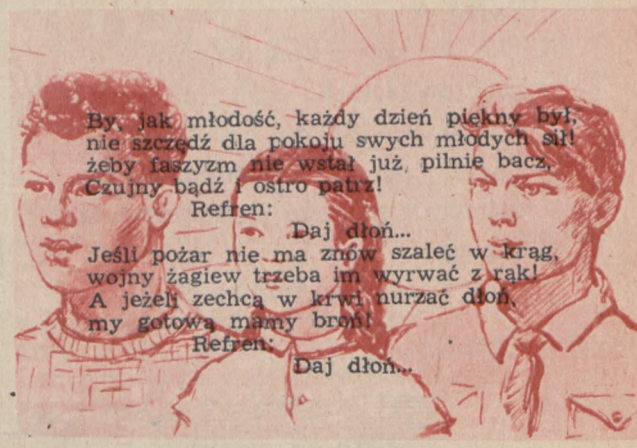 By, jak młodość, każdy dzień piękny był,
nie szczędź dla pokoju swych młodych sił!
żeby faszyzm nie wstał już, pilnie bacz,
Czujny bądź i ostro patrz!
Refren:
Daj dłoń...
Jeśli pożar nie ma znów szaleć w krąg,
wojny żagiew trzeba im wyrwać z rąk!
A jeżeli zechcą w krwi nurzać dłoń,
my gotową mamy broń!
Refren:
Daj dłoń...